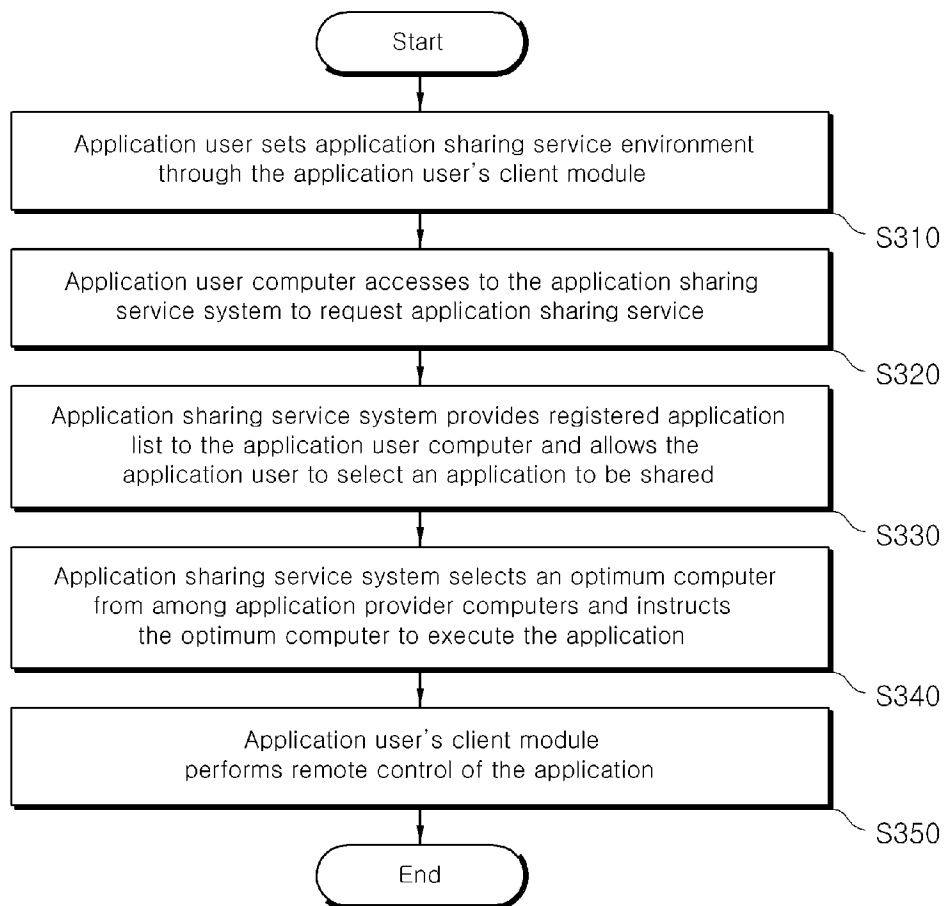 Start
Application user sets application sharing service environment
through the application user's client module
S310
Application user computer accesses to the application sharing
service system to request application sharing service
S320
Application sharing service system provides registered application
list to the application user computer and allows the
application user to select an application to be shared
S330
Application sharing service system selects an optimum computer
from among application provider computers and instructs
the optimum computer to execute the application
S340
Application user's client module
performs remote control of the application
S350
End